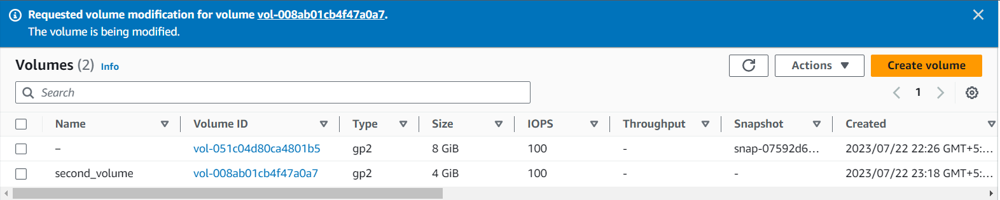 Requested volume modification for volume vol-008ab01cb4f47a0a7.
The volume is being modified.
Volumes (2) Info
Actions
Create volume
Search
1
Name Volume ID Type Size IOPS Throughput Snapshot Created
– vol-051c04d80ca4801b5 gp2 8 GiB 100 - snap-07592d6... 2023/07/22 22:26 GMT+5:...
second_volume vol-008ab01cb4f47a0a7 gp2 4 GiB 100 - - 2023/07/22 23:18 GMT+5:...